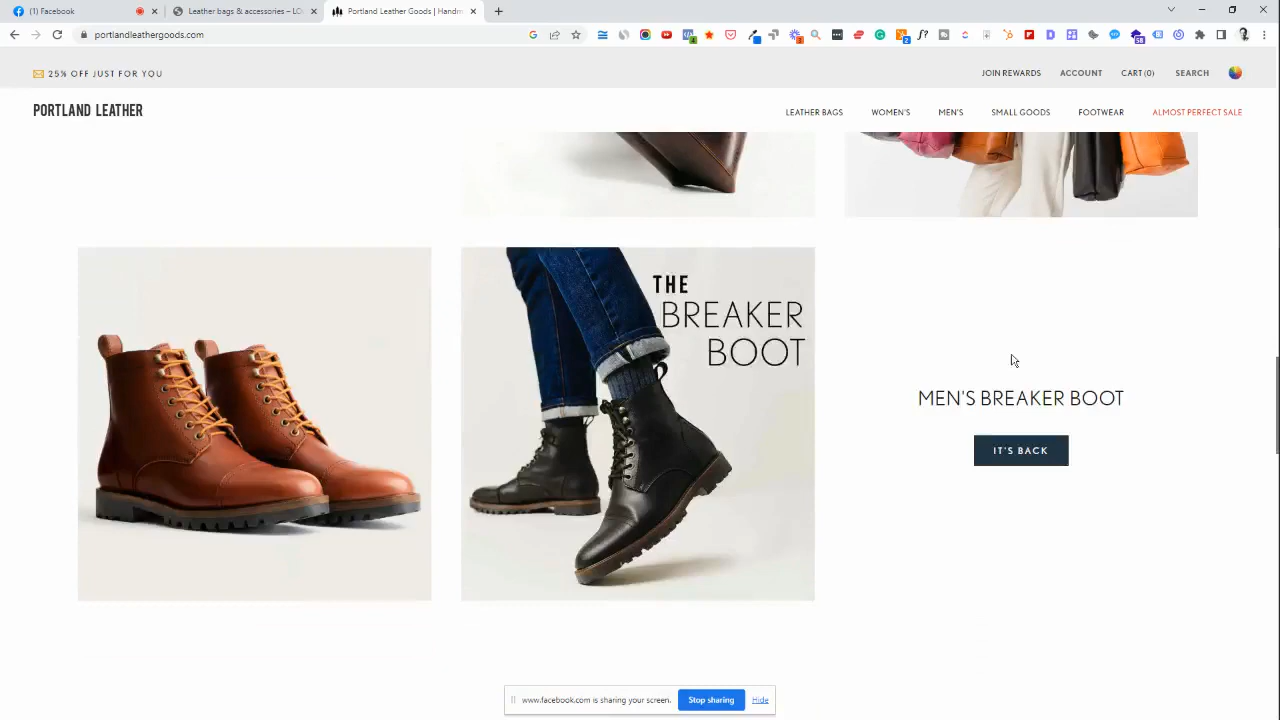 (1) Facebook
Leather bags & accessories – LO
Portland Leather Goods | Handm
portlandleathergoods.com
25% OFF JUST FOR YOU
JOIN REWARDS
ACCOUNT
CART (0)
SEARCH
PORTLAND LEATHER
LEATHER BAGS
WOMEN'S
MEN'S
SMALL GOODS
FOOTWEAR
ALMOST PERFECT SALE
THE
BREAKER
BOOT
MEN'S BREAKER BOOT
IT'S BACK
www.facebook.com is sharing your screen.
Stop sharing
Hide